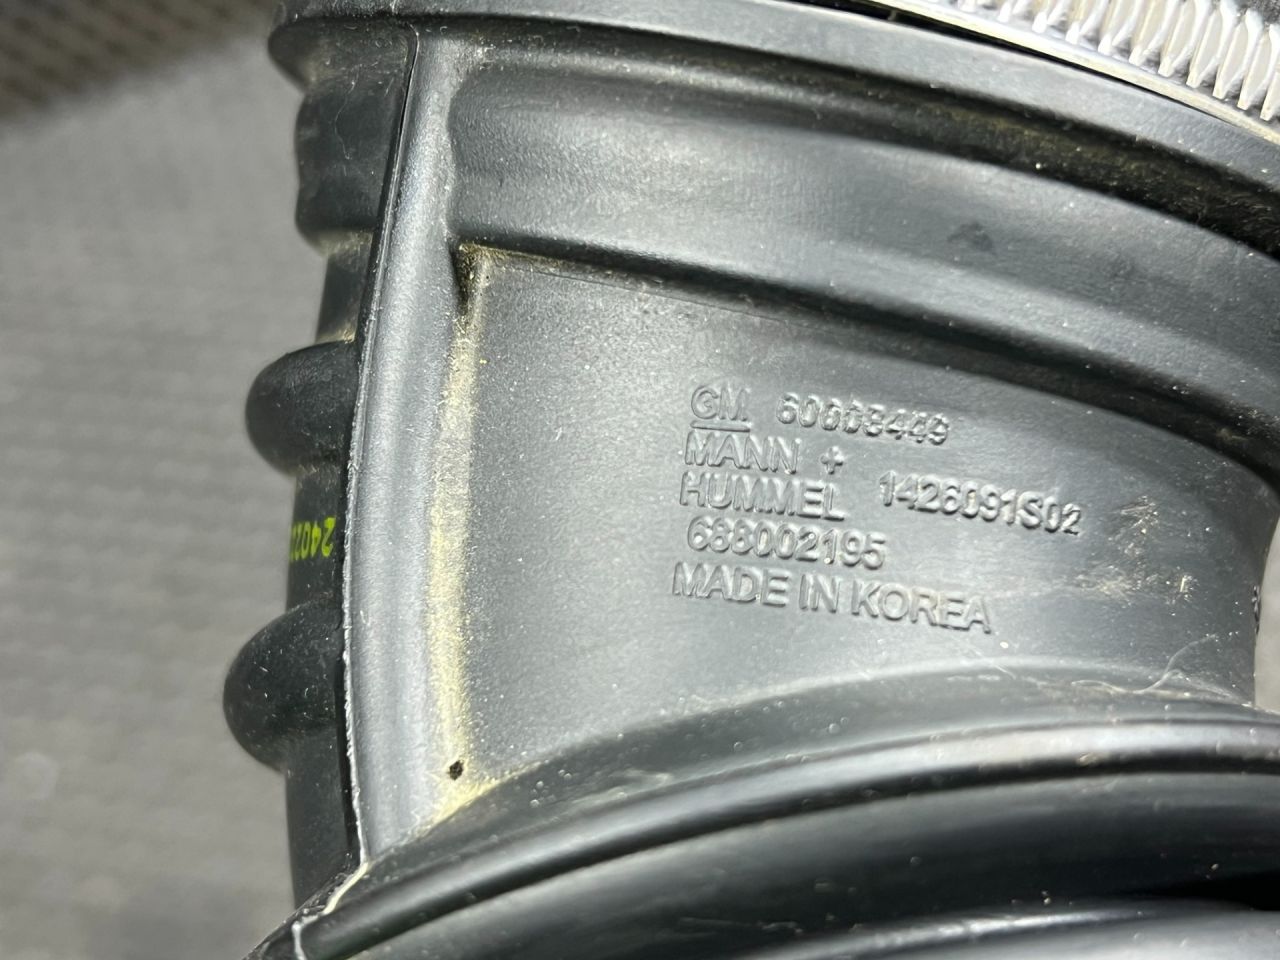 GM 60003449
MANN +
HUMMEL 1426091S02
688002195
MADE IN KOREA